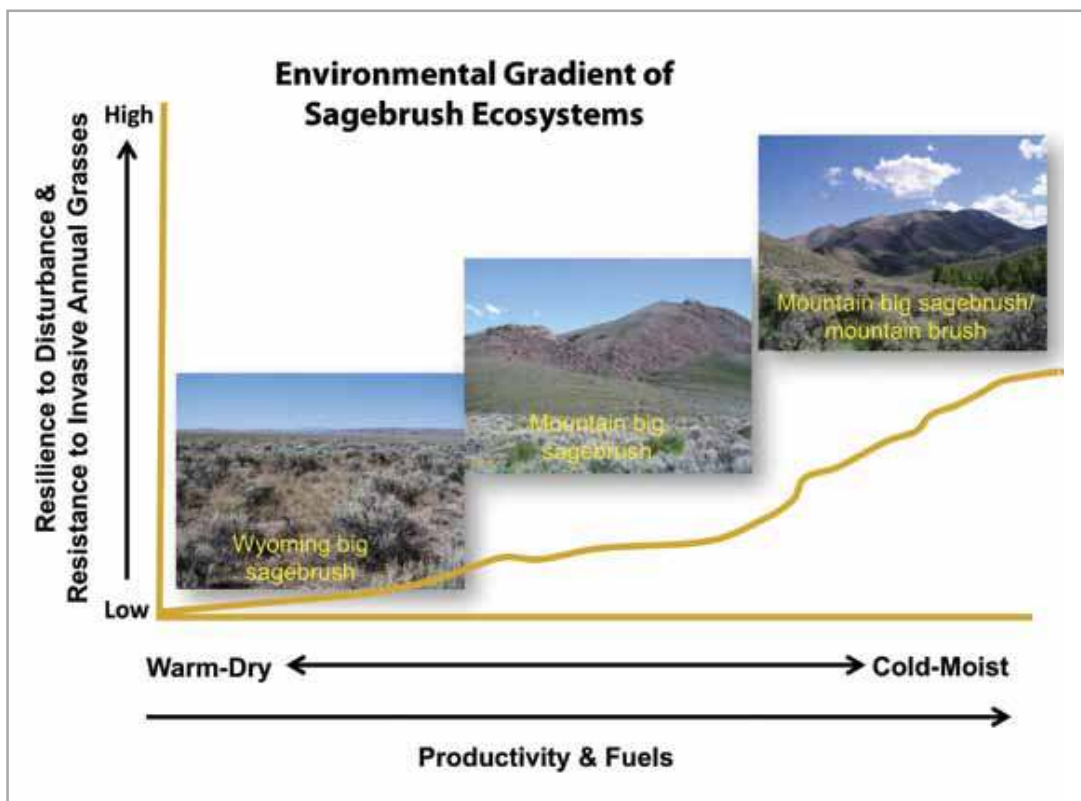 Environmental Gradient of
Sagebrush Ecosystems
High
Resilience to Disturbance &
Resistance to Invasive Annual Grasses
Low
Mountain big sagebrush/
mountain brush
Mountain big
sagebrush
Wyoming big
sagebrush
Warm-Dry
Cold-Moist
Productivity & Fuels